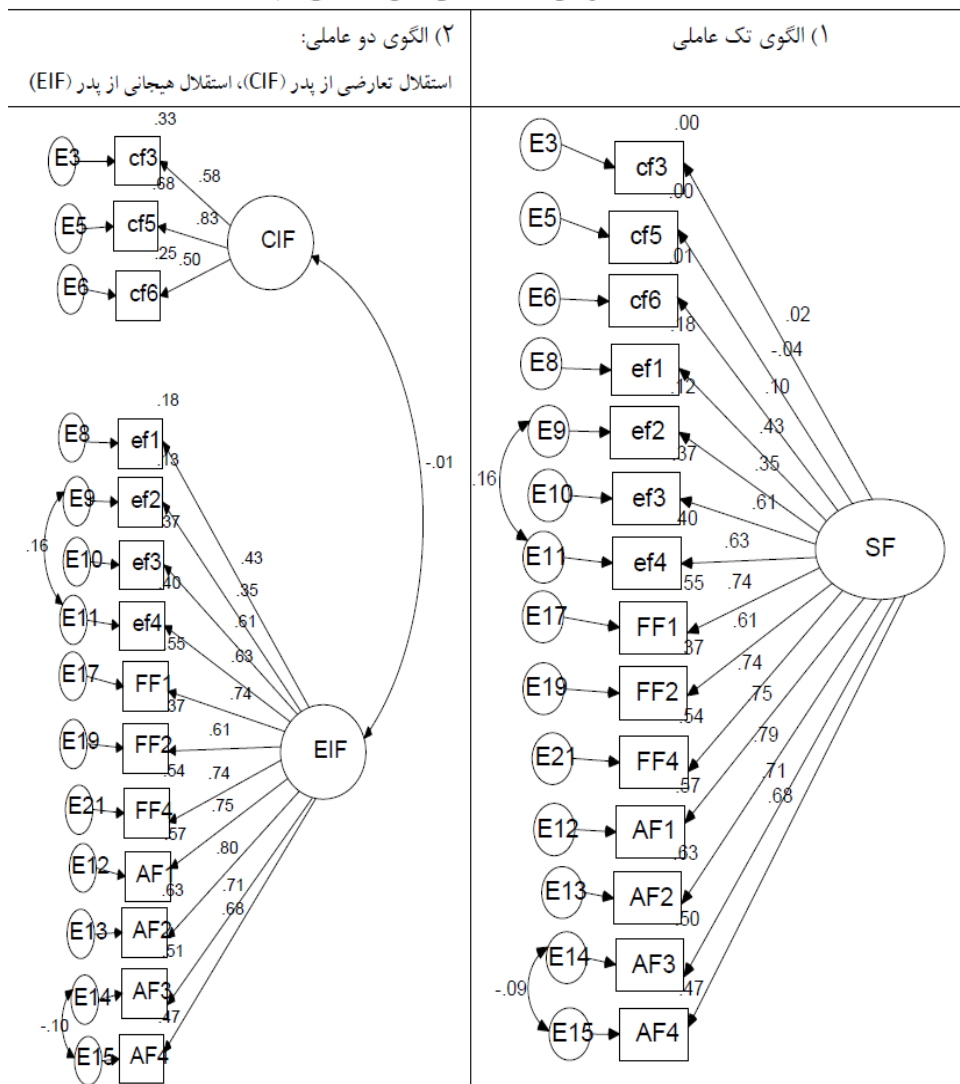 ۱) الگوی تک عاملی
۲) الگوی دو عاملی:
استقلال تعارضی از پدر (CIF)، استقلال هیجانی از پدر (EIF)
.00
E3
cf3
.00
E5
cf5
.01
E6
cf6
.18
E8
ef1
.12
E9
ef2
.37
E10
ef3
.40
E11
ef4
.55
E17
FF1
.37
E19
FF2
.54
E21
FF4
.57
E12
AF1
.63
E13
AF2
.50
E14
AF3
.47
E15
AF4
.16
-.09
.02
-.04
.10
.43
.35
.61
.63
.74
.61
.74
.75
.79
.71
.68
SF
.33
E3
cf3
.68
E5
cf5
.25
E6
cf6
.58
.83
.50
CIF
-.01
.18
E8
ef1
.13
E9
ef2
.37
E10
ef3
.40
E11
ef4
.55
E17
FF1
.37
E19
FF2
.54
E21
FF4
.57
E12
AF1
.63
E13
AF2
.51
E14
AF3
.47
E15
AF4
.16
-.10
.43
.35
.61
.63
.74
.61
.74
.75
.80
.71
.68
EIF